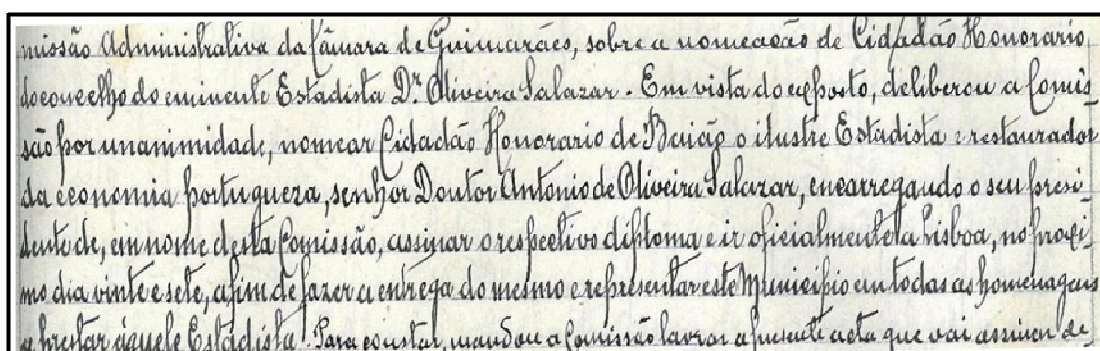 missão Administrativa da Câmara de Guimarães, sobre a nomeação de Cidadão Honorario,
do concelho do eminente Estadista Dr. Oliveira Salazar. Em vista do exposto, deliberou a Comis-
são por unanimidade, nomear Cidadão Honorario de Baião o ilustre Estadista e restaurador
da economia portugueza, senhor Doutor Antonio de Oliveira Salazar, encarregando o seu presi-
dente de, em nome desta Comissão, assignar o respectivo diploma e ir oficialmente a Lisboa, no proxi-
mo dia vinte e sete, afim de fazer a entrega do mesmo e representar este Municipio em todas as homenagens
a prestar áquele Estadista. Para constar, mandou a Comissão lavrar a presente acta que vai assinar de-